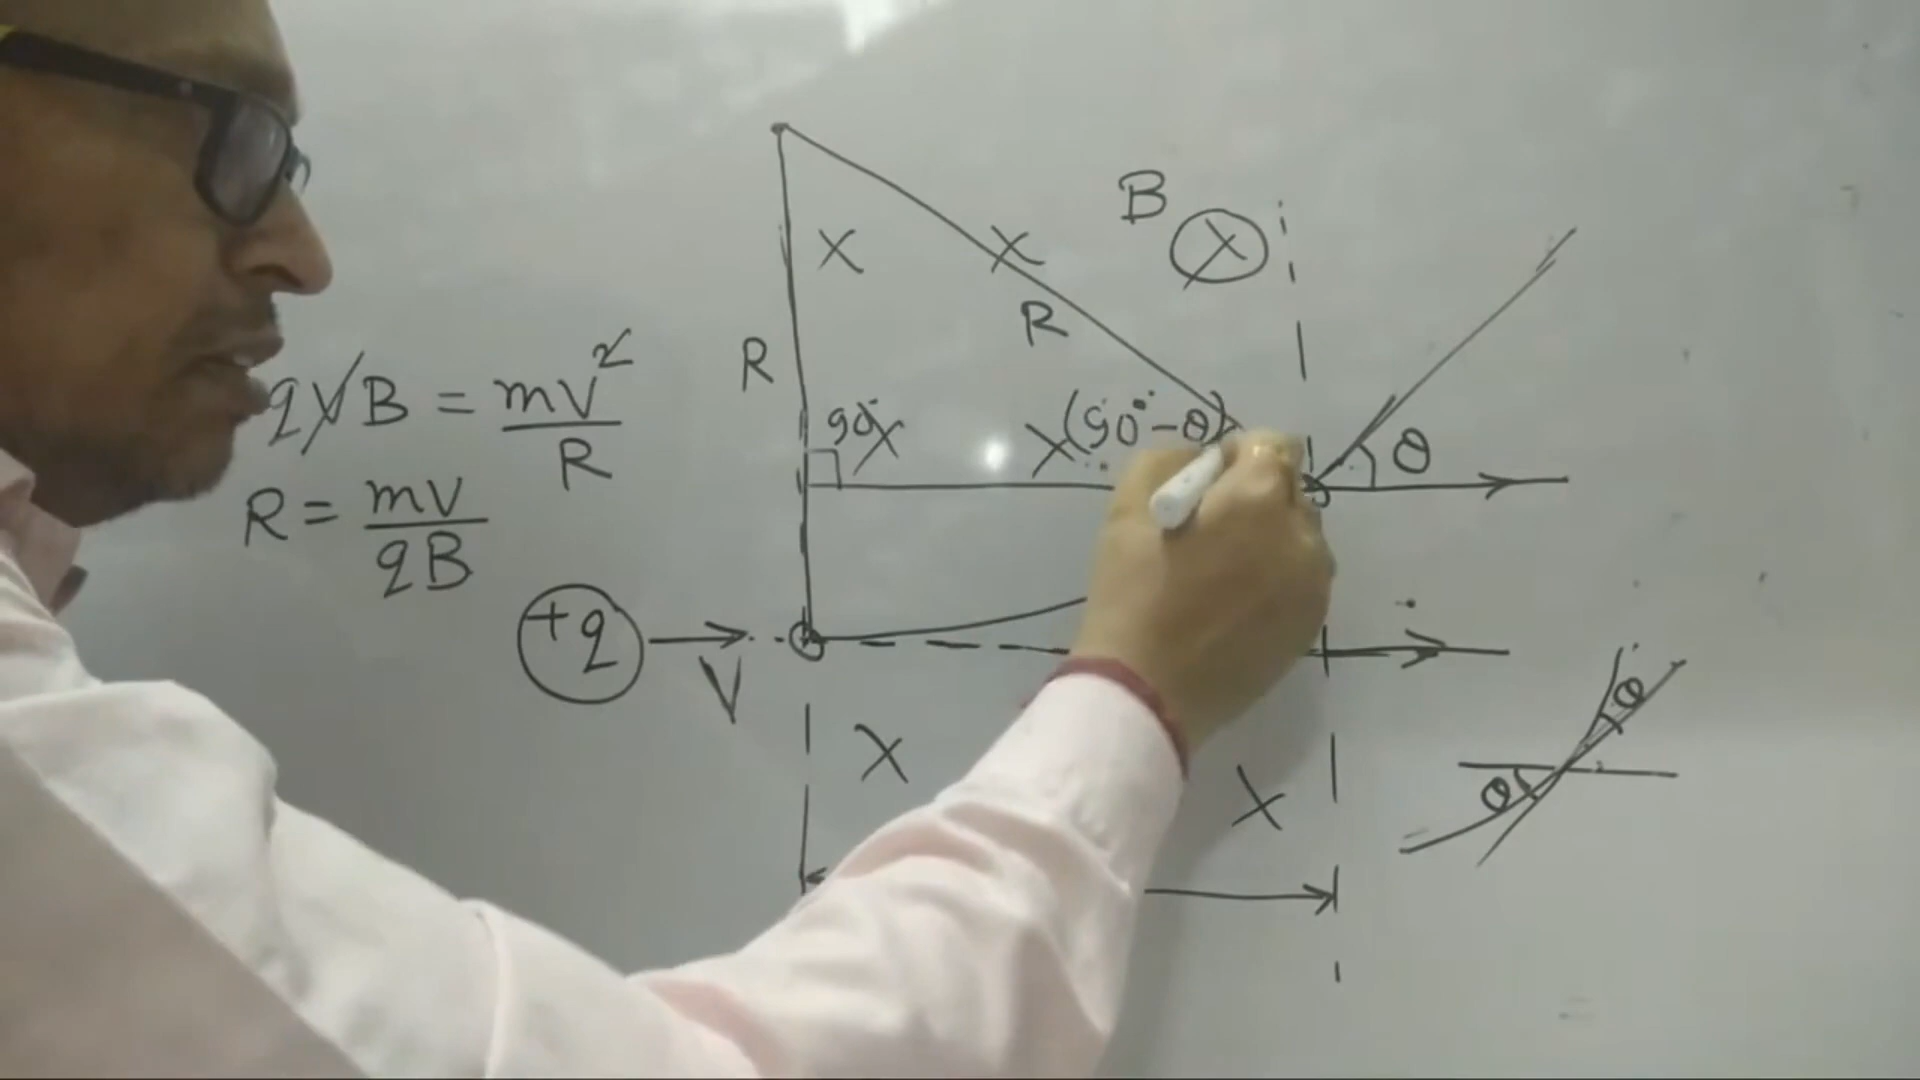 qVB = mV²/R
R = mV/qB
+q
V
R
R
B
X
X
X
90°
X
X
(90°-θ)
θ
X
X
θ
θ